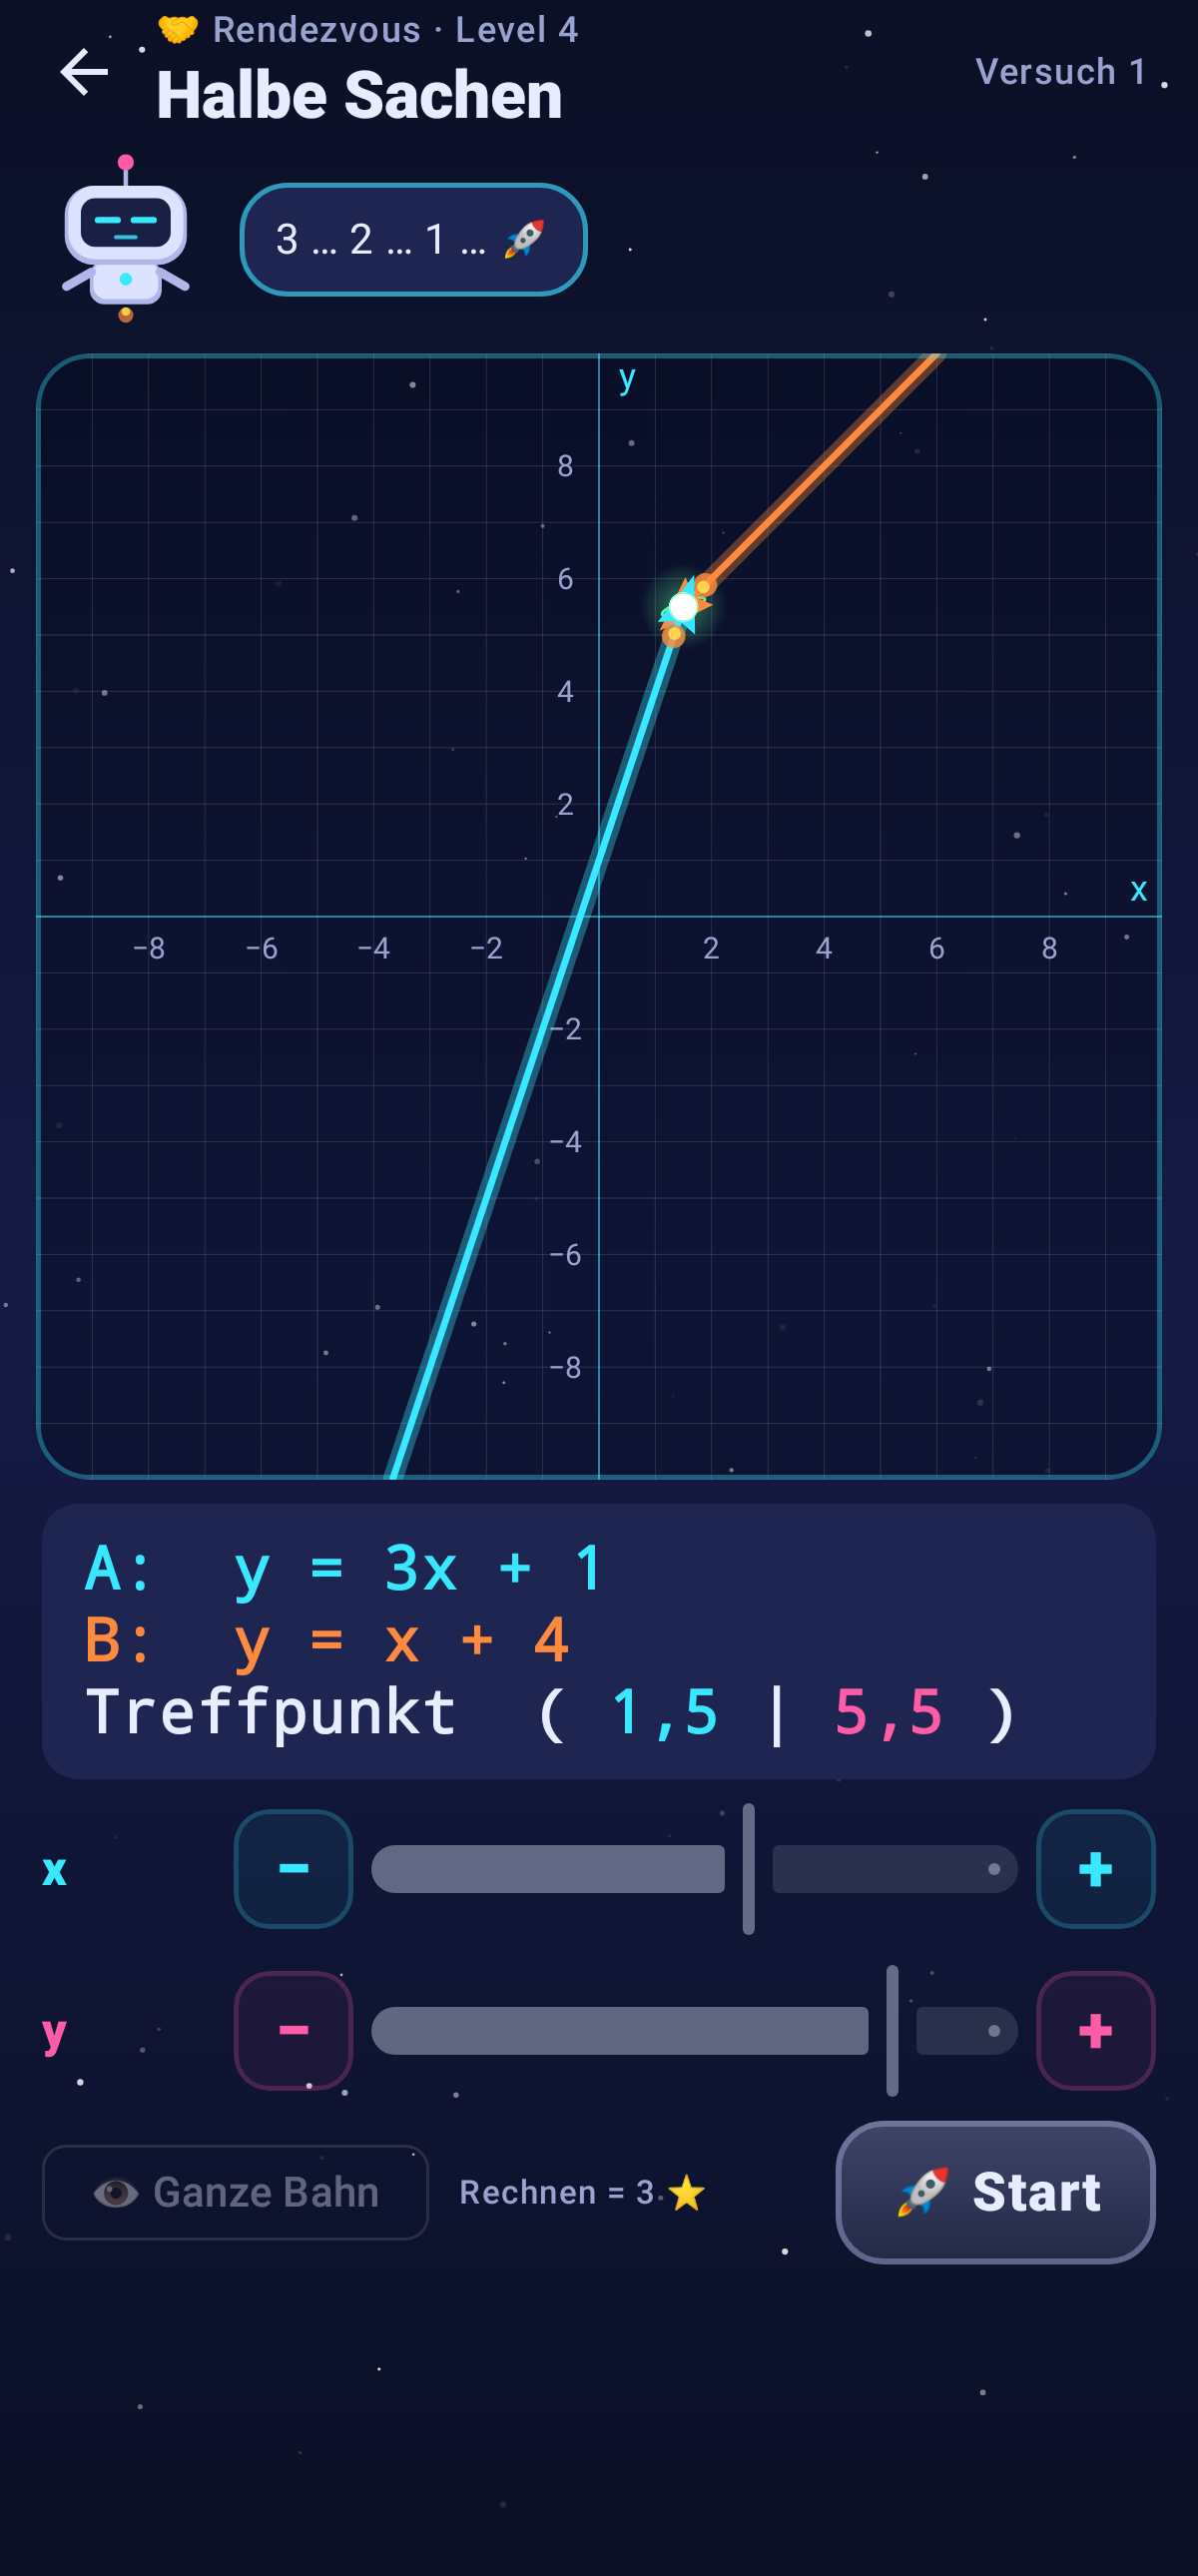 🤝 Rendezvous · Level 4
Halbe Sachen
Versuch 1
3 … 2 … 1 … 🚀
y
8
6
4
2
x
−8 −6 −4 −2 2 4 6 8
−2
−4
−6
−8
A: y = 3x + 1
B: y = x + 4
Treffpunkt ( 1,5 | 5,5 )
x − +
y − +
👁️ Ganze Bahn
Rechnen = 3 ⭐
🚀 Start